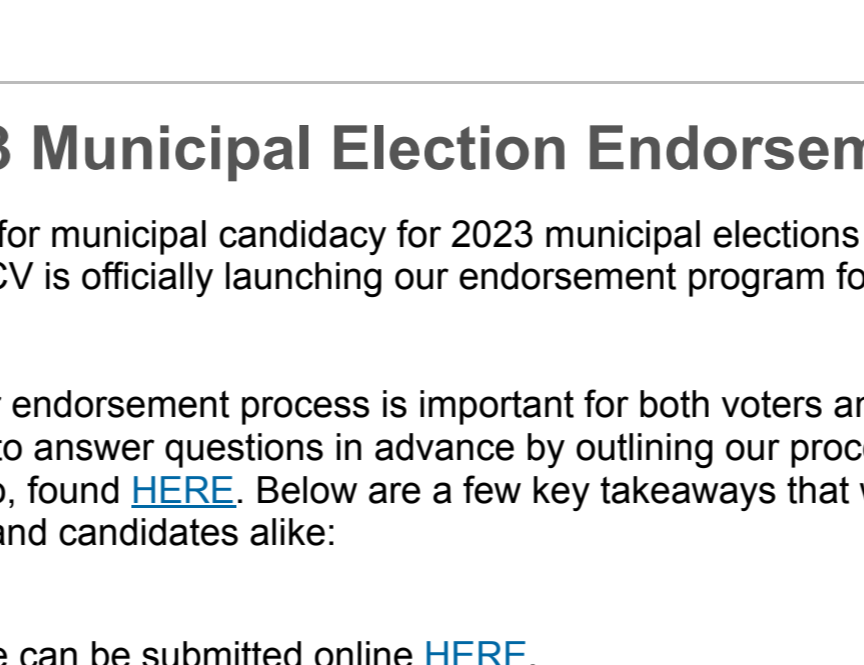 3 Municipal Election Endorsem
for municipal candidacy for 2023 municipal elections
CV is officially launching our endorsement program fo
endorsement process is important for both voters an
to answer questions in advance by outlining our proc
, found HERE. Below are a few key takeaways that
and candidates alike:
e can be submitted online HERE.